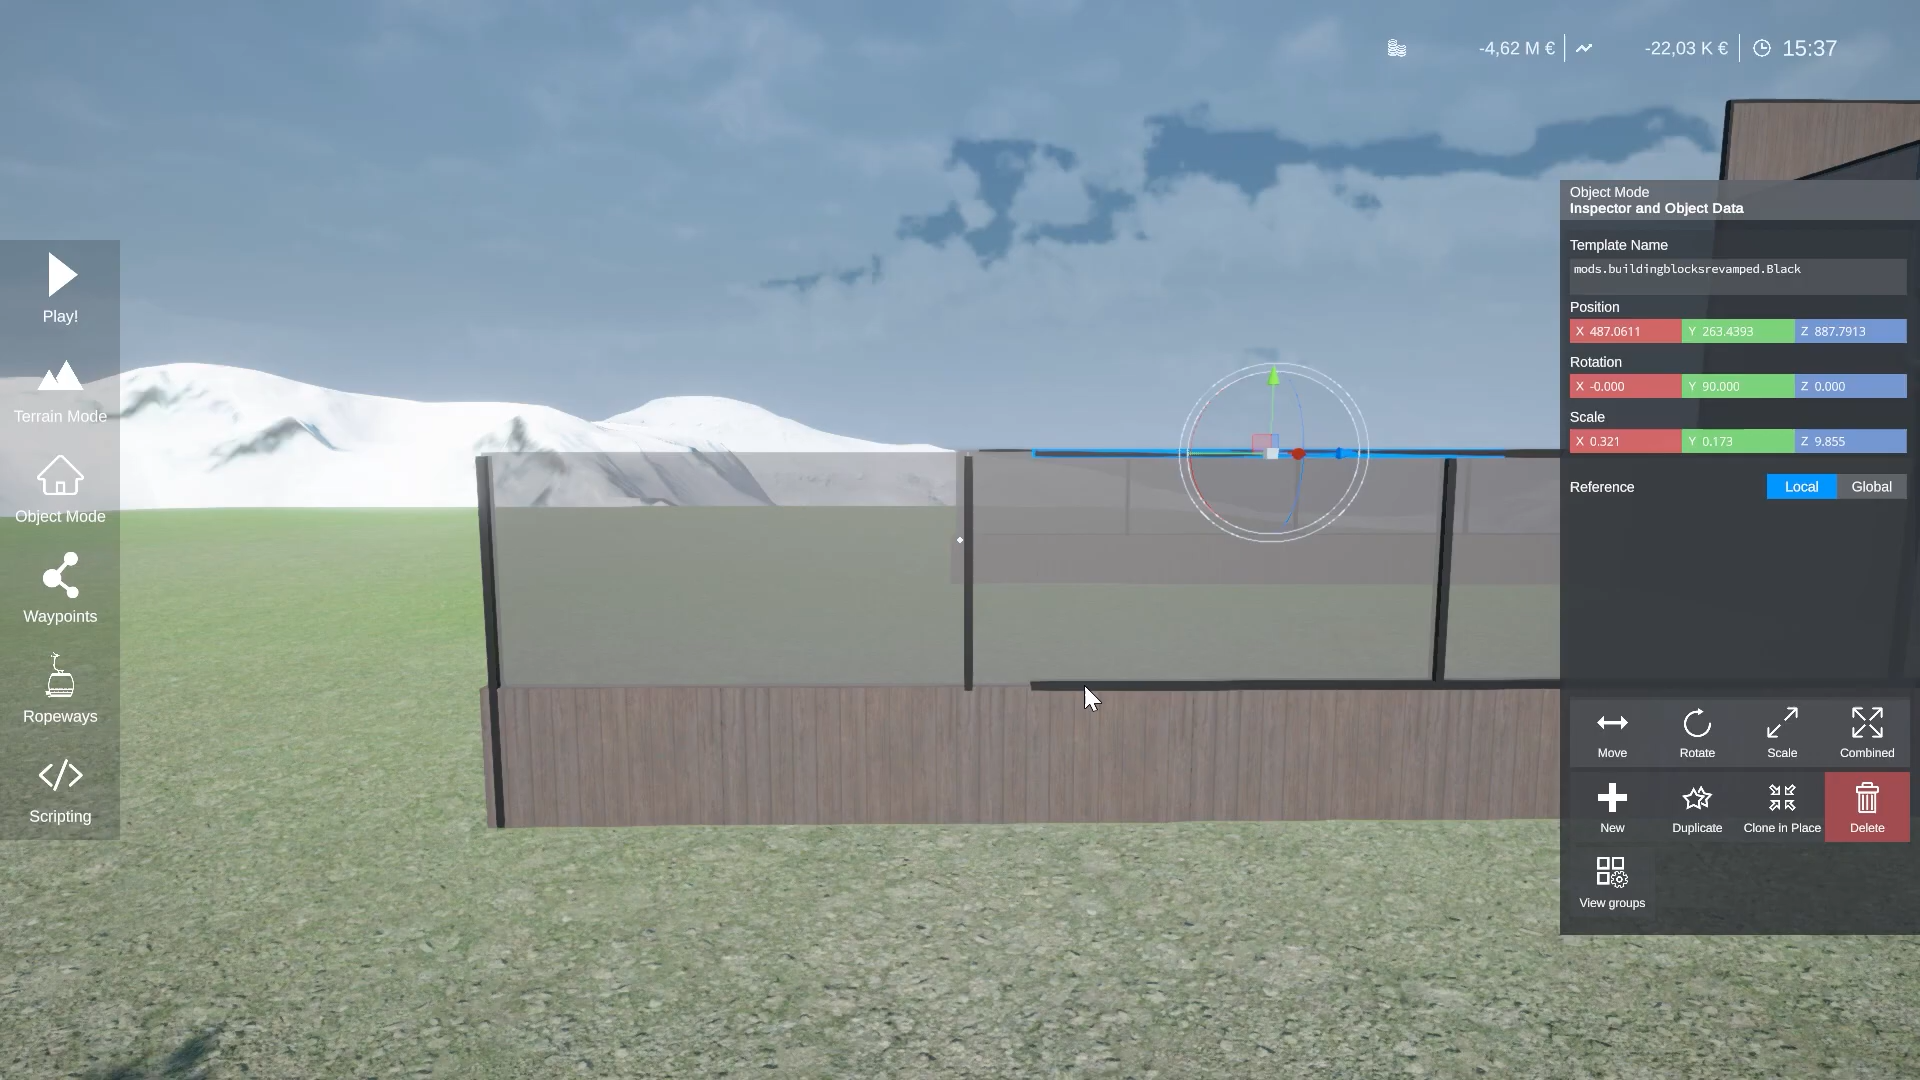 -4,62 M €
-22,03 K €
15:37
Play!
Terrain Mode
Object Mode
Waypoints
Ropeways
Scripting
Object Mode
Inspector and Object Data
Template Name
mods.buildingblocksrevamped.Black
Position
X 487.0611 Y 263.4393 Z 887.7913
Rotation
X -0.000 Y 90.000 Z 0.000
Scale
X 0.321 Y 0.173 Z 9.855
Reference Local Global
Move Rotate Scale Combined
New Duplicate Clone in Place Delete
View groups